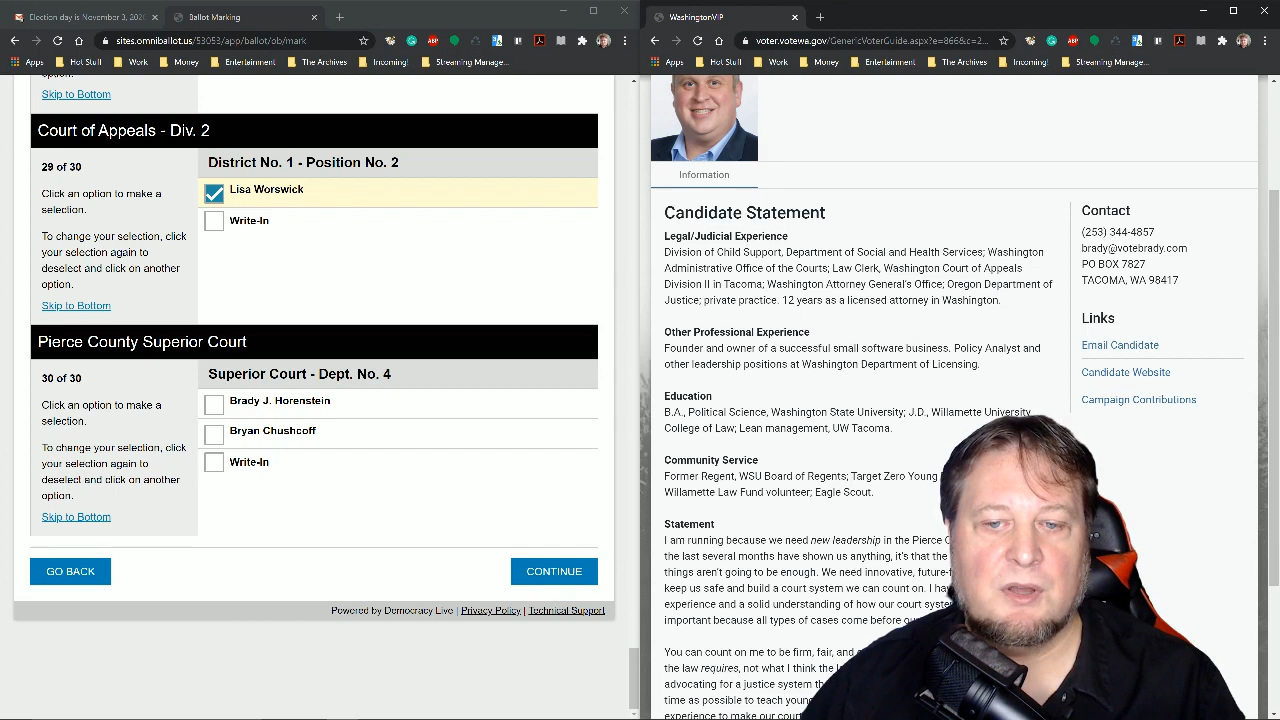 Election day is November 3, 202
Ballot Marking
sites.omniballot.us/53053/app/ballot/ob/mark
Apps
Hot Stuff
Work
Money
Entertainment
The Archives
Incoming!
Streaming Manage...
option.
Skip to Bottom
Court of Appeals - Div. 2
29 of 30
Click an option to make a
selection.
To change your selection, click
your selection again to
deselect and click on another
option.
Skip to Bottom
District No. 1 - Position No. 2
Lisa Worswick
Write-In
Pierce County Superior Court
30 of 30
Click an option to make a
selection.
To change your selection, click
your selection again to
deselect and click on another
option.
Skip to Bottom
Superior Court - Dept. No. 4
Brady J. Horenstein
Bryan Chushcoff
Write-In
GO BACK
CONTINUE
Powered by Democracy Live | Privacy Policy | Technical Support
WashingtonVIP
voter.votewa.gov/GenericVoterGuide.aspx?e=866&c=2...
Apps
Hot Stuff
Work
Money
Entertainment
The Archives
Incoming!
Streaming Manage...
Information
Candidate Statement
Legal/Judicial Experience
Division of Child Support, Department of Social and Health Services; Washington
Administrative Office of the Courts; Law Clerk, Washington Court of Appeals
Division II in Tacoma; Washington Attorney General's Office; Oregon Department of
Justice; private practice. 12 years as a licensed attorney in Washington.
Other Professional Experience
Founder and owner of a successful small software business. Policy Analyst and
other leadership positions at Washington Department of Licensing.
Education
B.A., Political Science, Washington State University; J.D., Willamette University
College of Law; Lean management, UW Tacoma.
Community Service
Former Regent, WSU Board of Regents; Target Zero Young
Willamette Law Fund volunteer; Eagle Scout.
Statement
I am running because we need new leadership in the Pierce C
the last several months have shown us anything, it's that the
things aren't going to be enough. We need innovative, future-f
keep us safe and build a court system we can count on. I ha
experience and a solid understanding of how our court syste
important because all types of cases come before ou
You can count on me to be firm, fair, and
the law requires, not what I think the l
advocating for a justice system th
time as possible to teach youn
experience to make our court
Contact
(253) 344-4857
brady@votebrady.com
PO BOX 7827
TACOMA, WA 98417
Links
Email Candidate
Candidate Website
Campaign Contributions